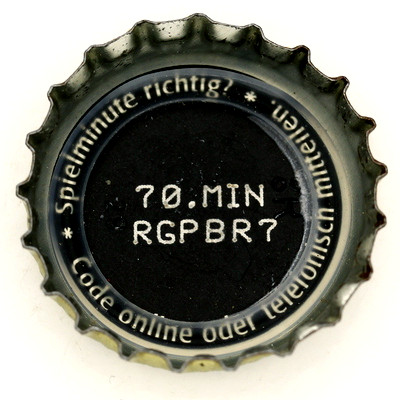 * Spielminute richtig? *
Code online oder telefonisch mitteilen.
70.MIN
RGPBR7